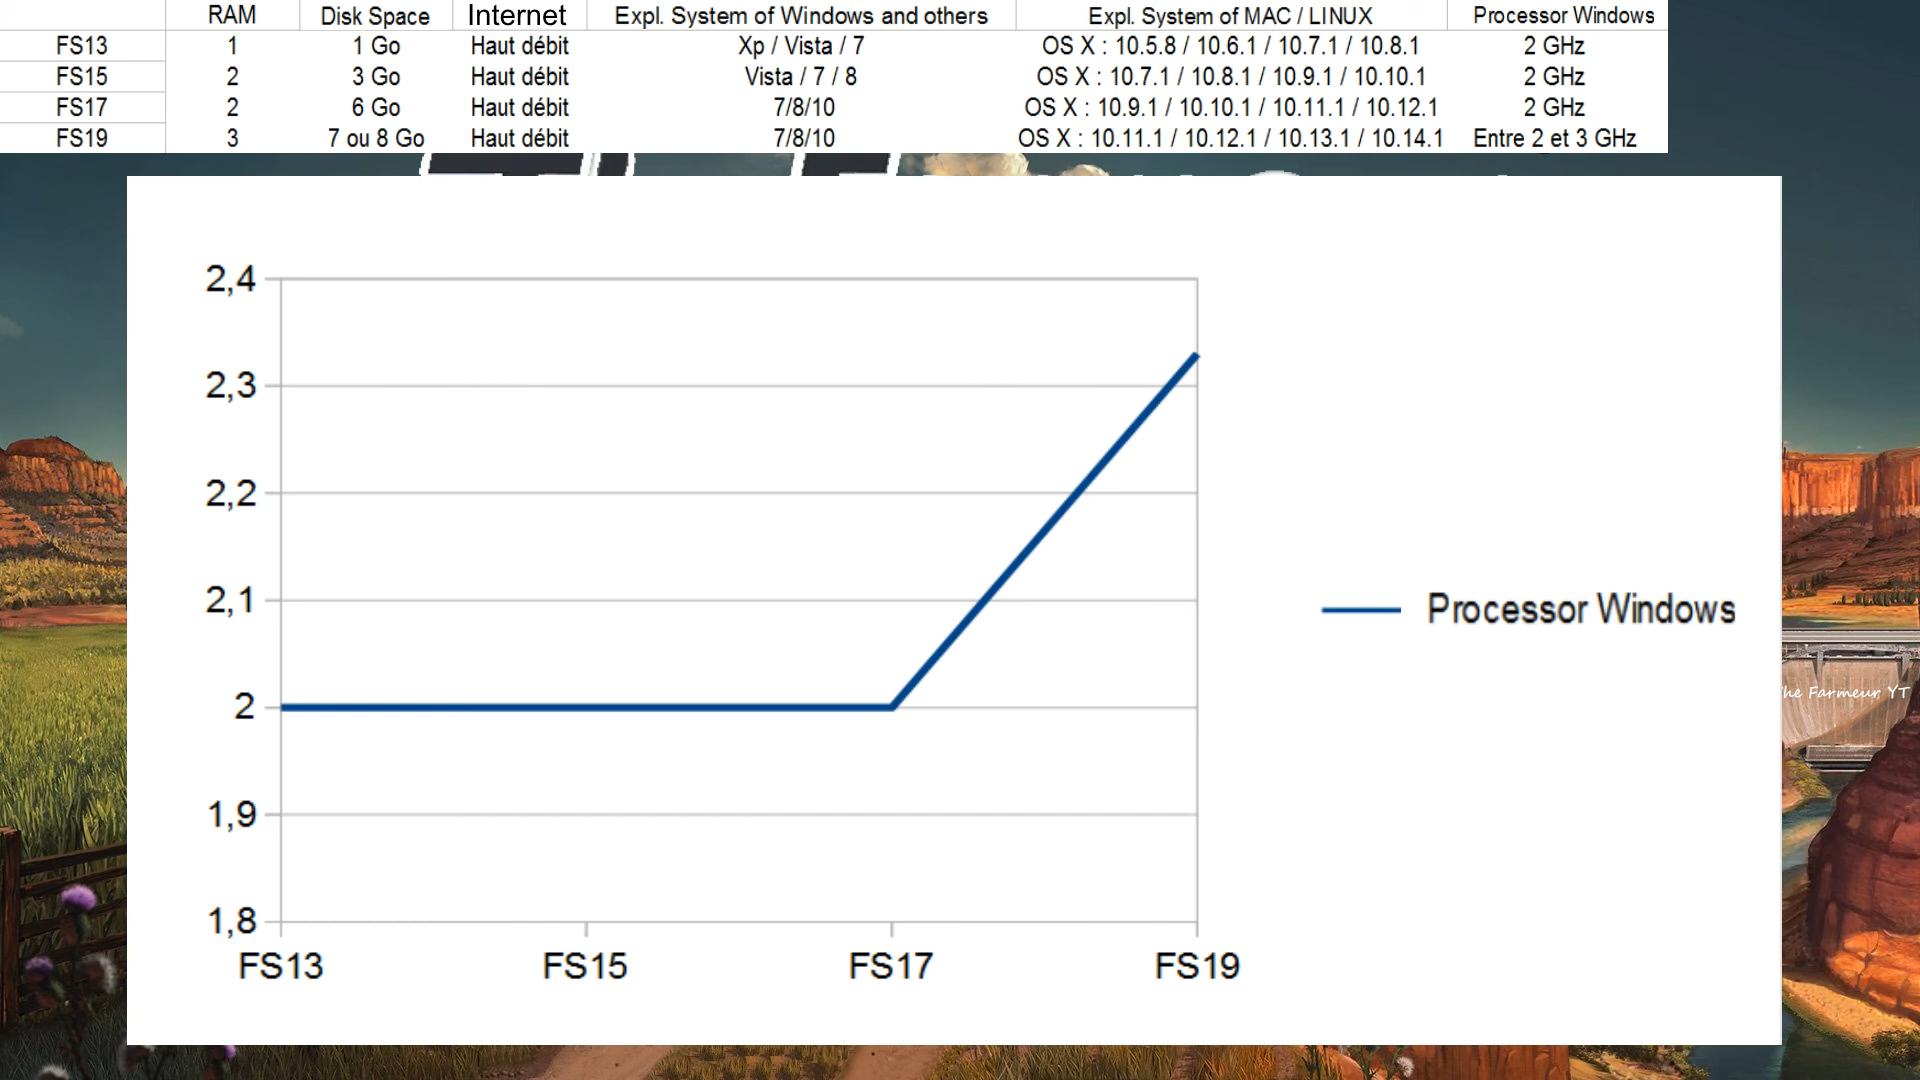 RAM Disk Space Internet Expl. System of Windows and others Expl. System of MAC / LINUX Processor Windows
FS13 1 1 Go Haut débit Xp / Vista / 7 OS X : 10.5.8 / 10.6.1 / 10.7.1 / 10.8.1 2 GHz
FS15 2 3 Go Haut débit Vista / 7 / 8 OS X : 10.7.1 / 10.8.1 / 10.9.1 / 10.10.1 2 GHz
FS17 2 6 Go Haut débit 7/8/10 OS X : 10.9.1 / 10.10.1 / 10.11.1 / 10.12.1 2 GHz
FS19 3 7 ou 8 Go Haut débit 7/8/10 OS X : 10.11.1 / 10.12.1 / 10.13.1 / 10.14.1 Entre 2 et 3 GHz
2,4
2,3
2,2
2,1
2
1,9
1,8
FS13 FS15 FS17 FS19
Processor Windows
he Farmeur YT